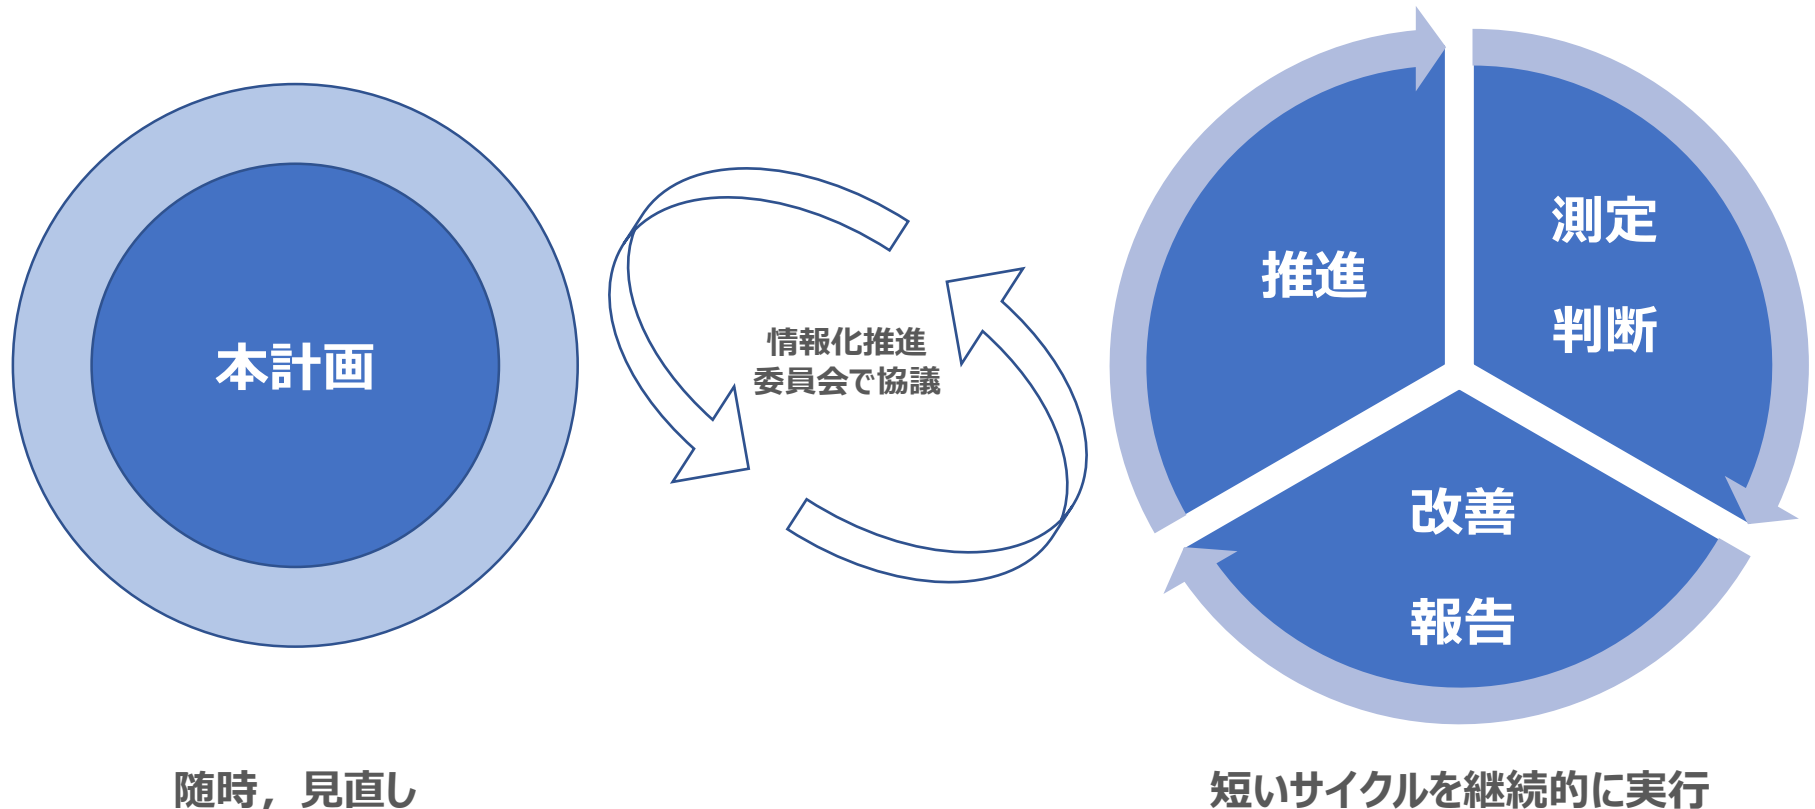 本計画
随時，見直し
情報化推進
委員会で協議
推進
測定
判断
改善
報告
短いサイクルを継続的に実行